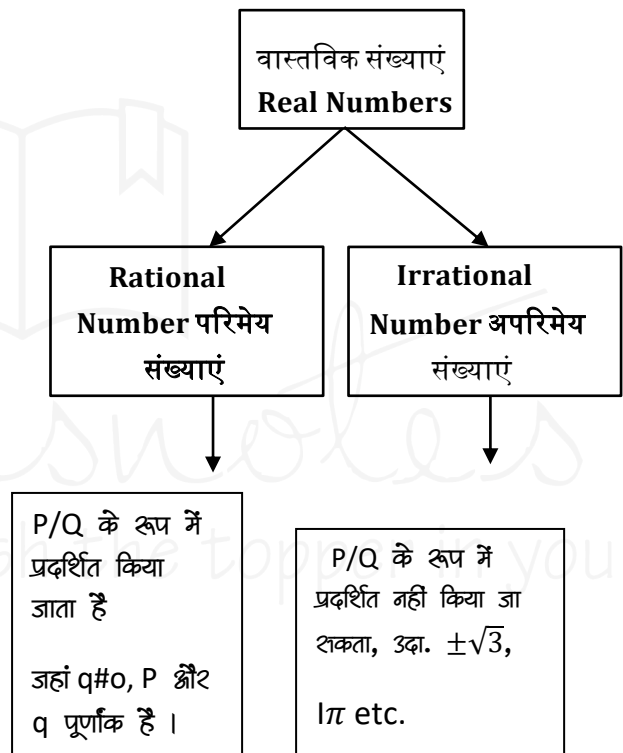 वास्तविक संख्याएं
Real Numbers
Rational
Number परिमेय
संख्याएं
Irrational
Number अपरिमेय
संख्याएं
P/Q के रूप में
प्रदर्शित किया
जाता है
जहां q#o, P और
q पूर्णांक है ।
P/Q के रूप में
प्रदर्शित नहीं किया जा
सकता, उदा. ±√3,
Iπ etc.